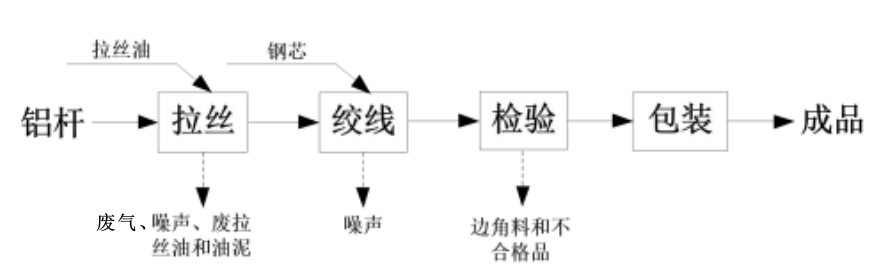 拉丝油
钢芯
铝杆
拉丝
绞线
检验
包装
成品
废气、噪声、废拉
丝油和油泥
噪声
边角料和不
合格品